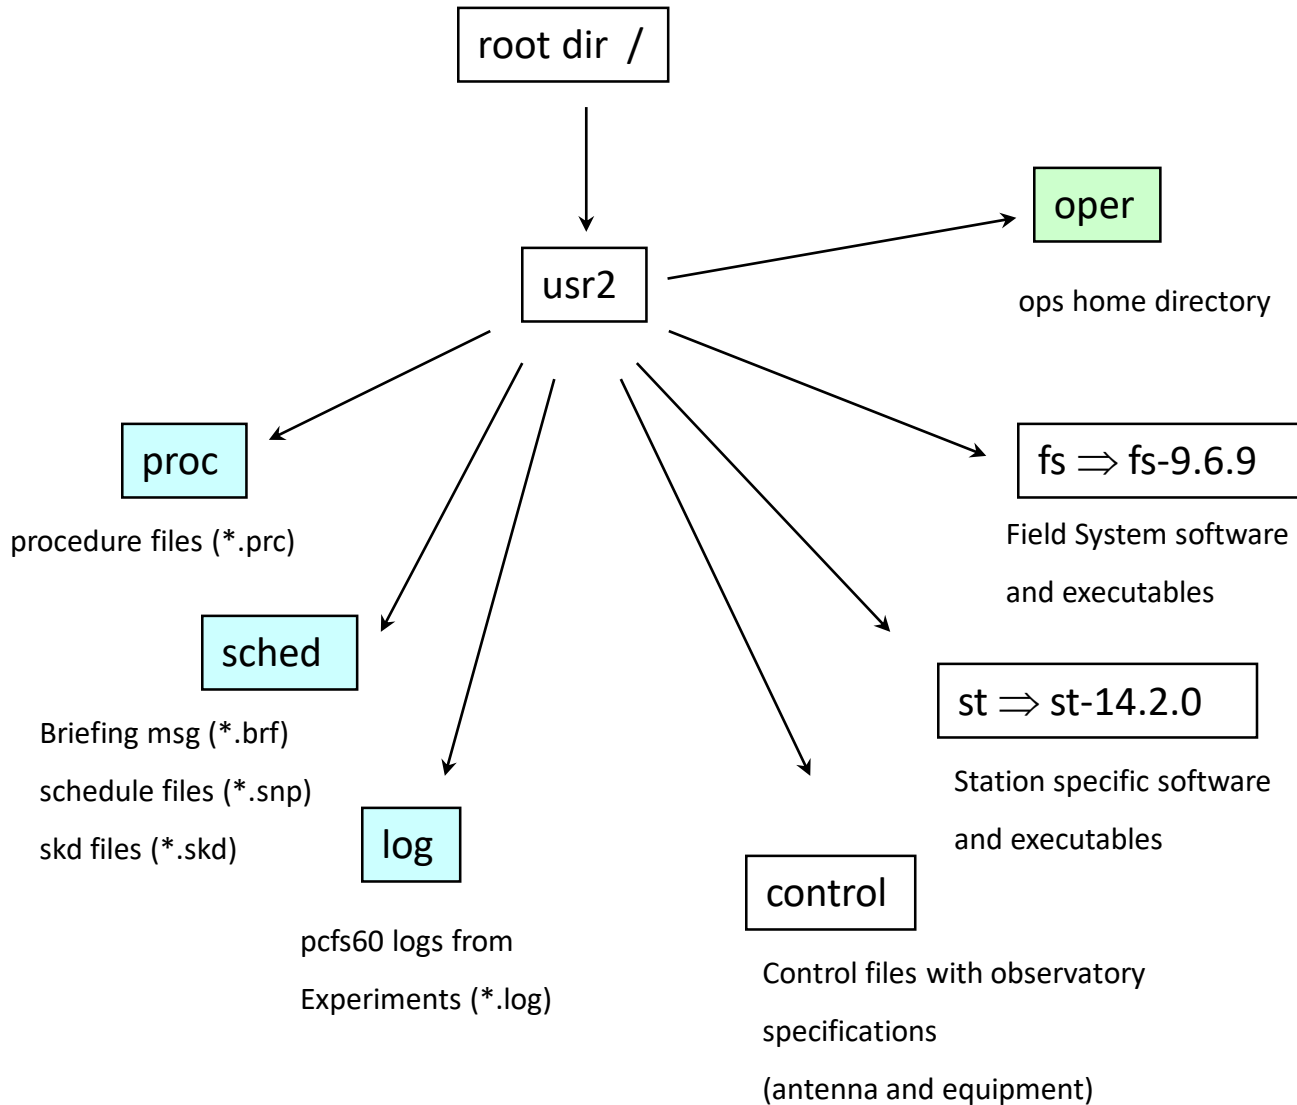 root dir /
oper
usr2
ops home directory
proc
fs ⇒ fs-9.6.9
procedure files (*.prc)
Field System software
and executables
sched
st ⇒ st-14.2.0
Briefing msg (*.brf)
schedule files (*.snp)
skd files (*.skd)
Station specific software
and executables
log
control
pcfs60 logs from
Experiments (*.log)
Control files with observatory
specifications
(antenna and equipment)